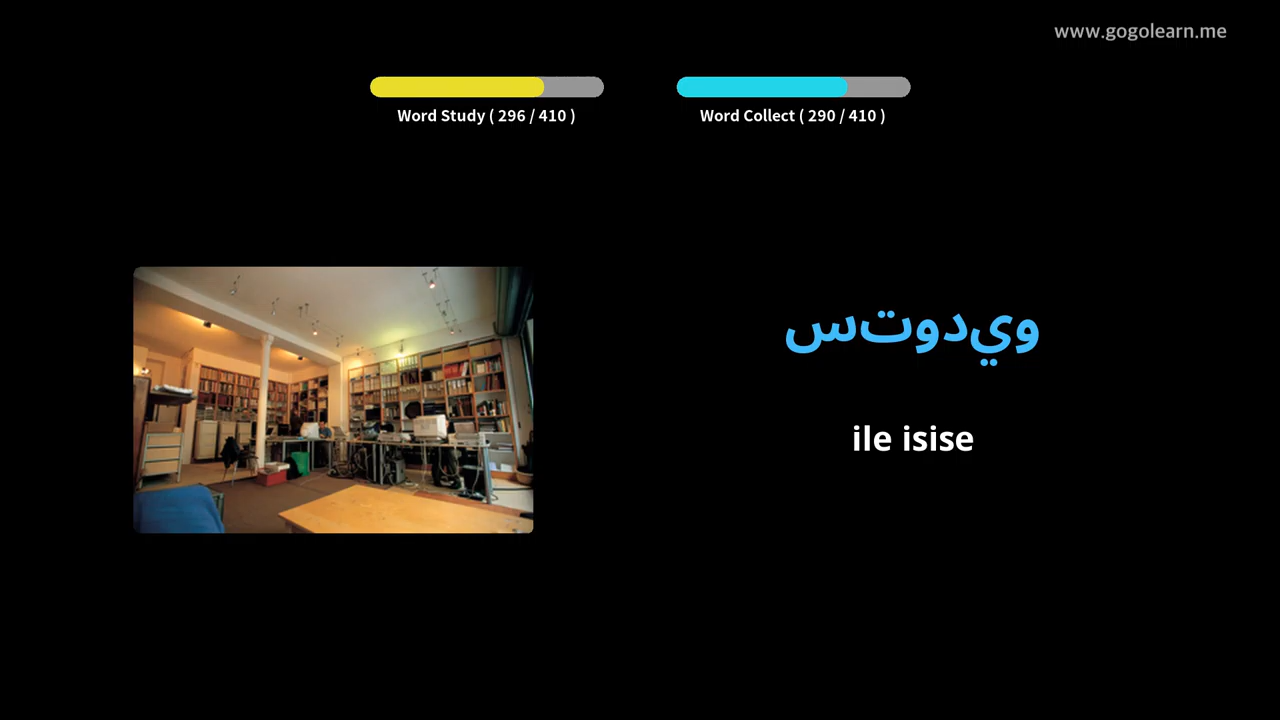 www.gogolearn.me
Word Study ( 296 / 410 )
Word Collect ( 290 / 410 )
ويدوتس
ile isise